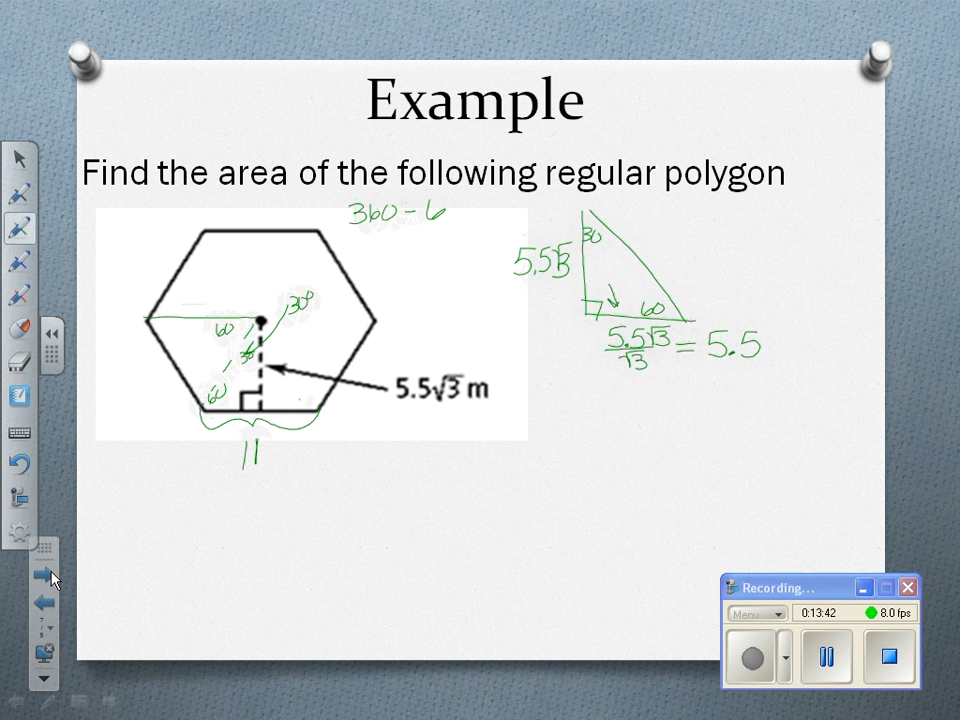 Example
Find the area of the following regular polygon
360 - 6
30
5.5√3
60
5.5√3
√3
= 5.5
30°
60
30
60
5.5√3 m
11
Recording...
Menu
0:13:42
8.0 fps